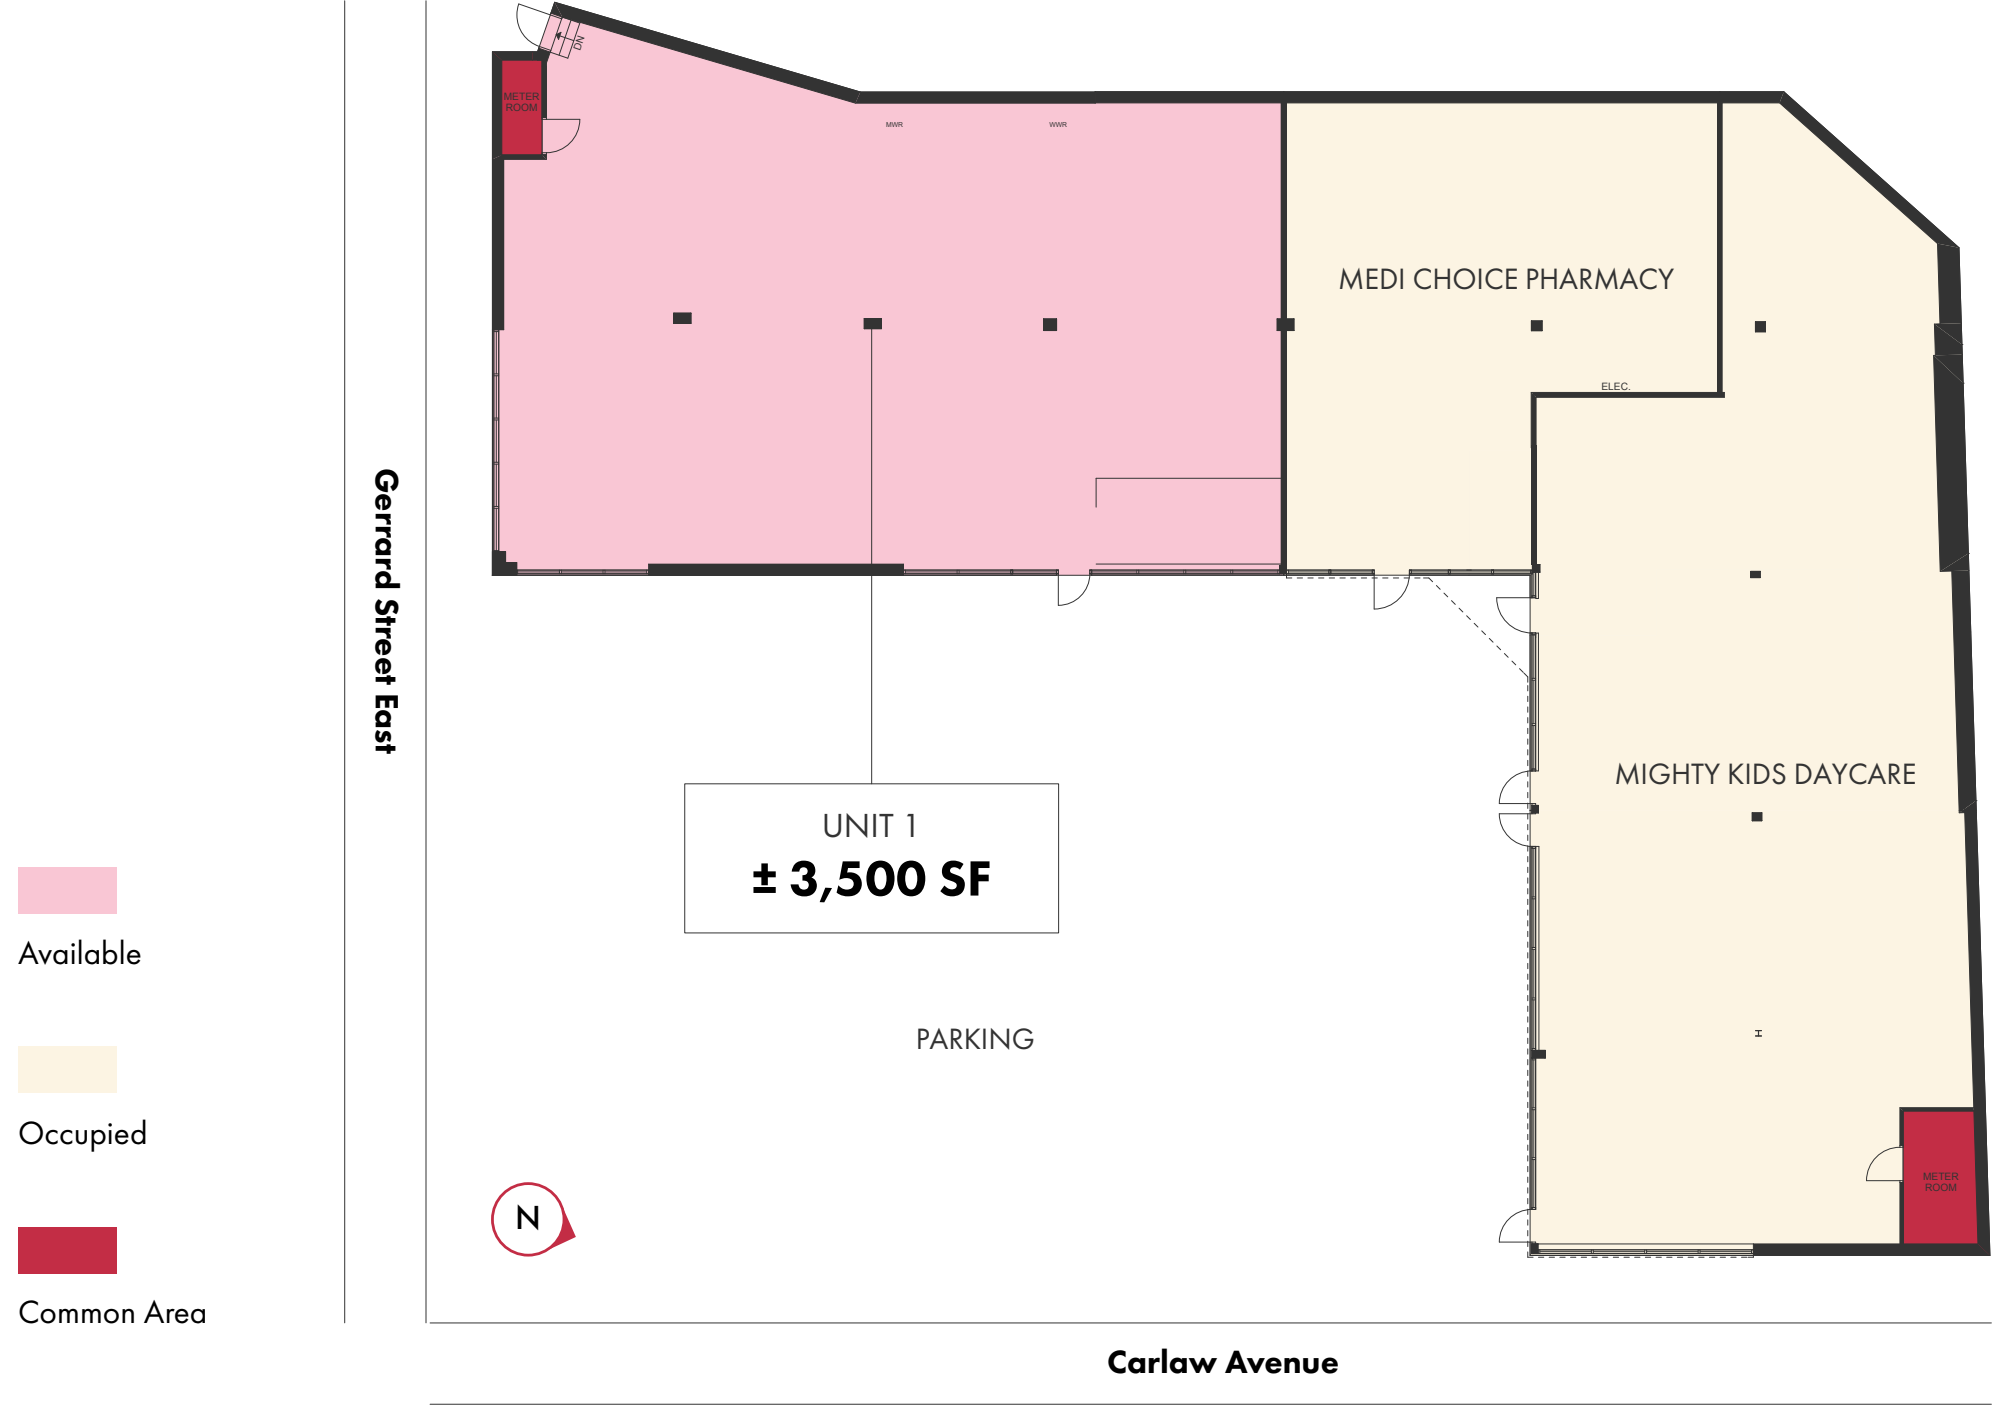 DN
METER
ROOM
MWR
WWR
MEDI CHOICE PHARMACY
ELEC.
Gerrard Street East
MIGHTY KIDS DAYCARE
UNIT 1
± 3,500 SF
Available
PARKING
Occupied
METER
ROOM
N
Common Area
Carlaw Avenue